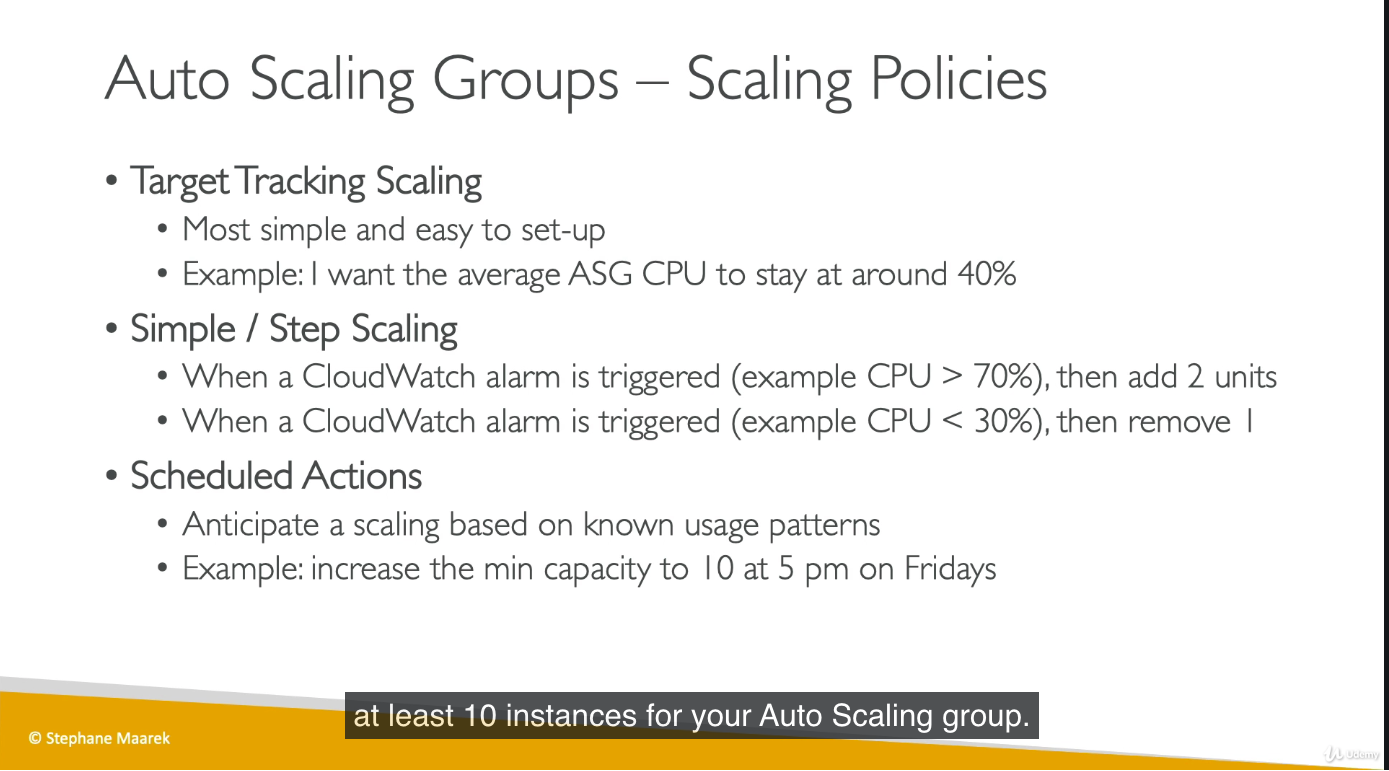 Auto Scaling Groups – Scaling Policies
• Target Tracking Scaling
• Most simple and easy to set-up
• Example: I want the average ASG CPU to stay at around 40%
• Simple / Step Scaling
• When a CloudWatch alarm is triggered (example CPU > 70%), then add 2 units
• When a CloudWatch alarm is triggered (example CPU < 30%), then remove 1
• Scheduled Actions
• Anticipate a scaling based on known usage patterns
• Example: increase the min capacity to 10 at 5 pm on Fridays
at least 10 instances for your Auto Scaling group.
© Stephane Maarek
Udemy